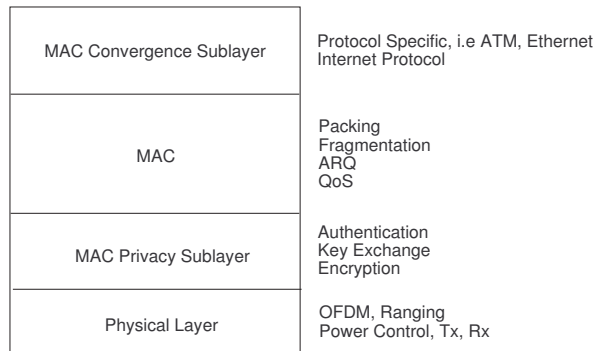 MAC Convergence Sublayer
Protocol Specific, i.e ATM, Ethernet
Internet Protocol
MAC
Packing
Fragmentation
ARQ
QoS
MAC Privacy Sublayer
Authentication
Key Exchange
Encryption
Physical Layer
OFDM, Ranging
Power Control, Tx, Rx